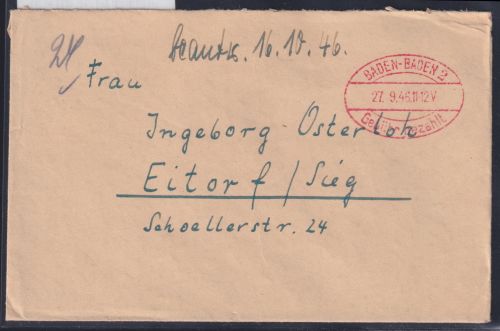 24
beantw. 16.10.46.
BADEN-BADEN 2
27. 9.46.11-12V
Gebühr bezahlt
Frau
Ingeborg Osterloh
Eitorf / Sieg
Schoellerstr. 24